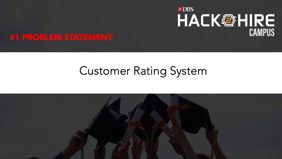 DBS
HACK HIRE
CAMPUS
#1 PROBLEM STATEMENT
Customer Rating System